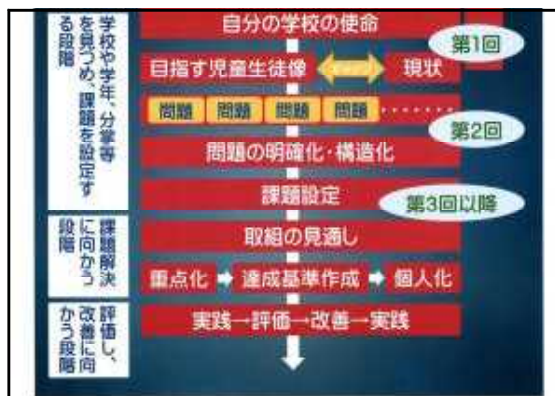 学校や学年、分掌等
を見つめ、課題を設定す
る段階
自分の学校の使命
第1回
目指す児童生徒像
現状
問題 問題 問題 問題 ・・・・・・・
第2回
問題の明確化・構造化
課題設定
第3回以降
課題解決
に向かう
段階
取組の見通し
重点化 ➡ 達成基準作成 ➡ 個人化
評価し、
改善に向
かう段階
実践→評価→改善→実践